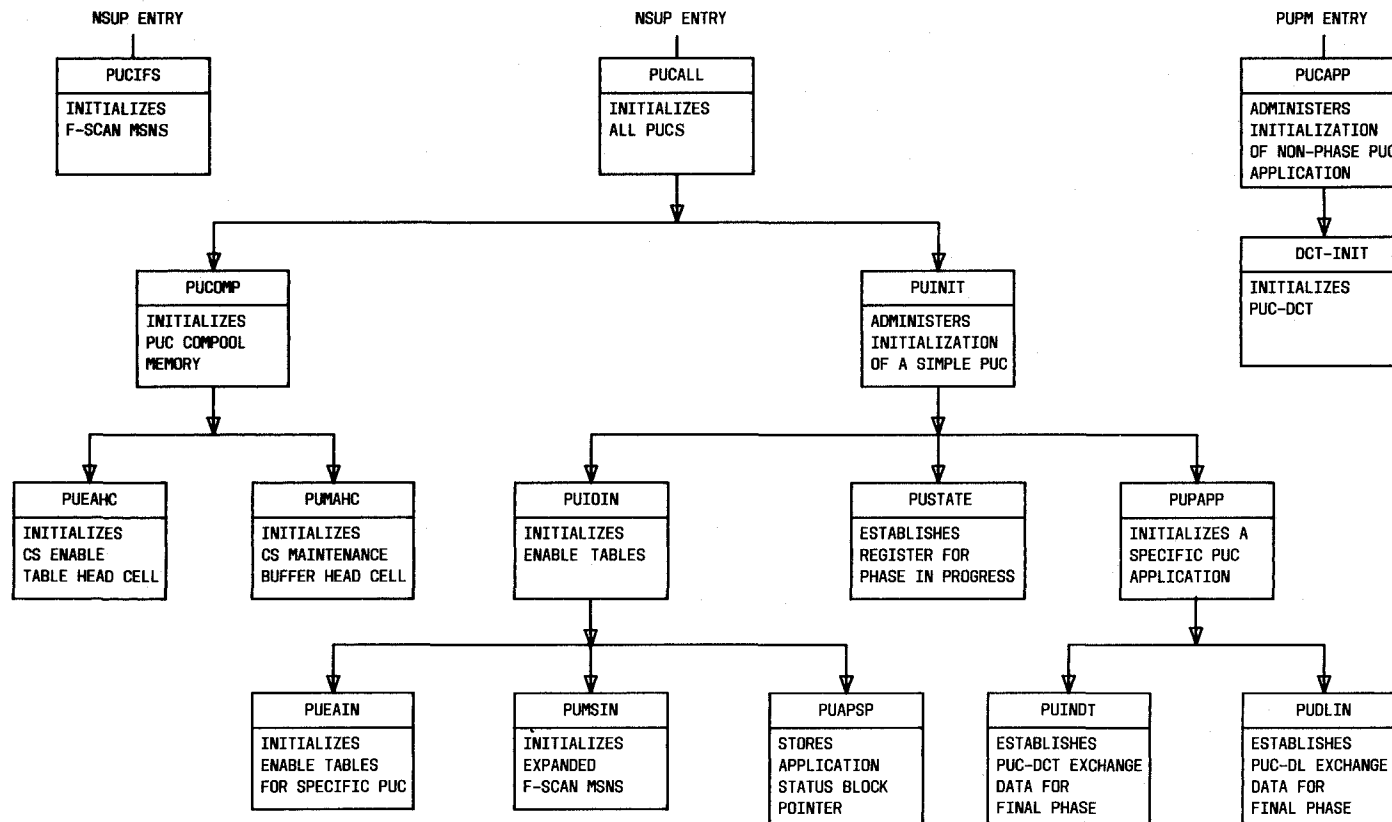 NSUP ENTRY
PUCIFS
INITIALIZES
F-SCAN MSNS
NSUP ENTRY
PUCALL
INITIALIZES
ALL PUCS
PUPM ENTRY
PUCAPP
ADMINISTERS
INITIALIZATION
OF NON-PHASE PUC
APPLICATION
DCT-INIT
INITIALIZES
PUC-DCT
PUCOMP
INITIALIZES
PUC COMPOOL
MEMORY
PUINIT
ADMINISTERS
INITIALIZATION
OF A SIMPLE PUC
PUEAHC
INITIALIZES
CS ENABLE
TABLE HEAD CELL
PUMAHC
INITIALIZES
CS MAINTENANCE
BUFFER HEAD CELL
PUIOIN
INITIALIZES
ENABLE TABLES
PUSTATE
ESTABLISHES
REGISTER FOR
PHASE IN PROGRESS
PUPAPP
INITIALIZES A
SPECIFIC PUC
APPLICATION
PUEAIN
INITIALIZES
ENABLE TABLES
FOR SPECIFIC PUC
PUMSIN
INITIALIZES
EXPANDED
F-SCAN MSNS
PUAPSP
STORES
APPLICATION
STATUS BLOCK
POINTER
PUINDT
ESTABLISHES
PUC-DCT EXCHANGE
DATA FOR
FINAL PHASE
PUDLIN
ESTABLISHES
PUC-DL EXCHANGE
DATA FOR
FINAL PHASE